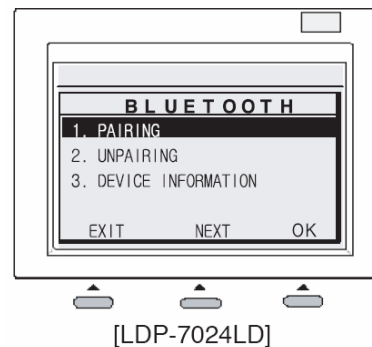 BLUETOOTH
1. PAIRING
2. UNPAIRING
3. DEVICE INFORMATION
EXIT NEXT OK
[LDP-7024LD]